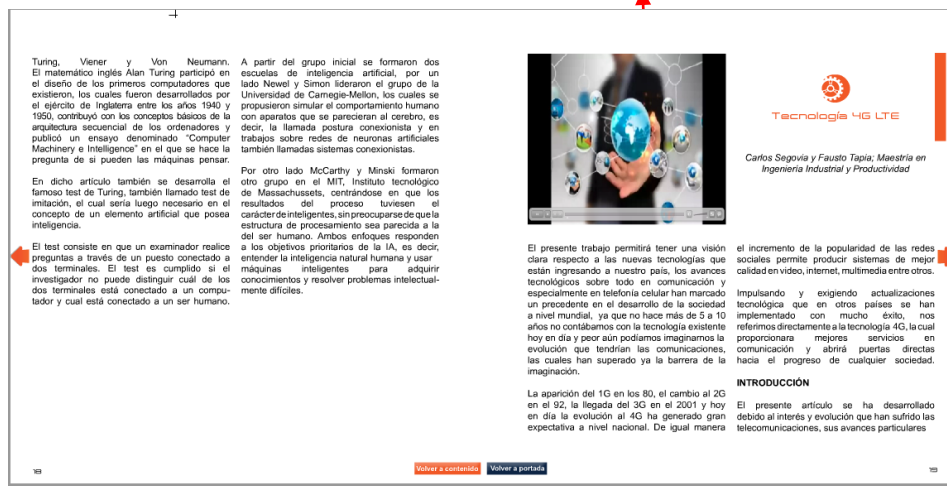 Turing, Viener y Von Neumann.
El matemático inglés Alan Turing participó en
el diseño de los primeros computadores que
existieron, los cuales fueron desarrollados por
el ejército de Inglaterra entre los años 1940 y
1950, contribuyó con los conceptos básicos de la
arquitectura secuencial de los ordenadores y
publicó un ensayo denominado "Computer
Machinery e Intelligence" en el que se hace la
pregunta de si pueden las máquinas pensar.
En dicho artículo también se desarrolla el
famoso test de Turing, también llamado test de
imitación, el cual sería luego necesario en el
concepto de un elemento artificial que posea
inteligencia.
El test consiste en que un examinador realice
preguntas a través de un puesto conectado a
dos terminales. El test es cumplido si el
investigador no puede distinguir cuál de los
dos terminales está conectado a un compu-
tador y cual está conectado a un ser humano.
A partir del grupo inicial se formaron dos
escuelas de inteligencia artificial, por un
lado Newel y Simon lideraron el grupo de la
Universidad de Carnegie-Mellon, los cuales se
propusieron simular el comportamiento humano
con aparatos que se parecieran al cerebro, es
decir, la llamada postura conexionista y en
trabajos sobre redes de neuronas artificiales
también llamadas sistemas conexionistas.
Por otro lado McCarthy y Minski formaron
otro grupo en el MIT, Instituto tecnológico
de Massachussets, centrándose en que los
resultados del proceso tuviesen el
carácter de inteligentes, sin preocuparse de que la
estructura de procesamiento sea parecida a la
del ser humano. Ambos enfoques responden
a los objetivos prioritarios de la IA, es decir,
entender la inteligencia natural humana y usar
máquinas inteligentes para adquirir
conocimientos y resolver problemas intelectual-
mente difíciles.
18
Tecnología 4G LTE
Carlos Segovia y Fausto Tapia; Maestría en
Ingeniería Industrial y Productividad
El presente trabajo permitirá tener una visión
clara respecto a las nuevas tecnologías que
están ingresando a nuestro país, los avances
tecnológicos sobre todo en comunicación y
especialmente en telefonía celular han marcado
un precedente en el desarrollo de la sociedad
a nivel mundial, ya que no hace más de 5 a 10
años no contábamos con la tecnología existente
hoy en día y peor aún podíamos imaginarnos la
evolución que tendrían las comunicaciones,
las cuales han superado ya la barrera de la
imaginación.
La aparición del 1G en los 80, el cambio al 2G
en el 92, la llegada del 3G en el 2001 y hoy
en día la evolución al 4G ha generado gran
expectativa a nivel nacional. De igual manera
el incremento de la popularidad de las redes
sociales permite producir sistemas de mejor
calidad en video, internet, multimedia entre otros.
Impulsando y exigiendo actualizaciones
tecnológica que en otros países se han
implementado con mucho éxito, nos
referimos directamente a la tecnología 4G, la cual
proporcionara mejores servicios en
comunicación y abrirá puertas directas
hacia el progreso de cualquier sociedad.
INTRODUCCIÓN
El presente artículo se ha desarrollado
debido al interés y evolución que han sufrido las
telecomunicaciones, sus avances particulares
Volver a contenido
Volver a portada
19